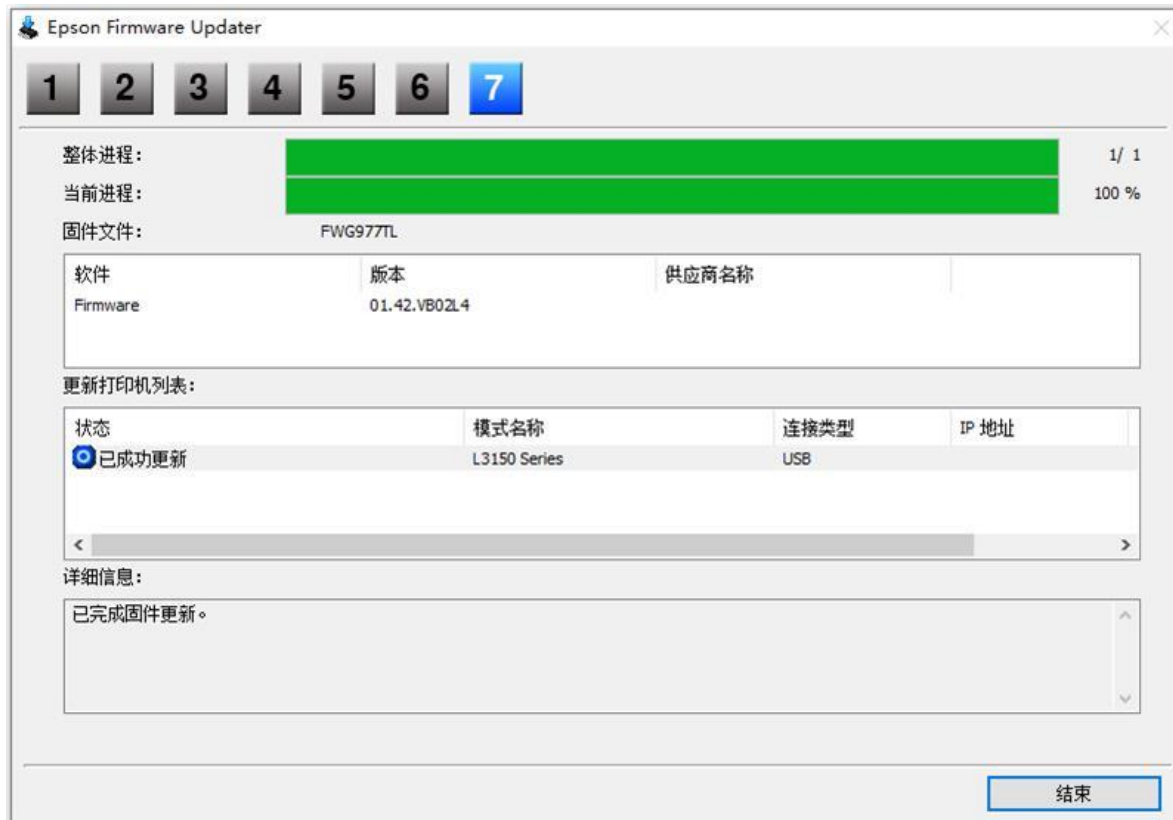 Epson Firmware Updater
1 2 3 4 5 6 7
整体进程： 1/ 1
当前进程： 100 %
固件文件： FWG977TL
软件 版本 供应商名称
Firmware 01.42.VB02L4
更新打印机列表：
状态 模式名称 连接类型 IP 地址
已成功更新 L3150 Series USB
详细信息：
已完成固件更新。
结束